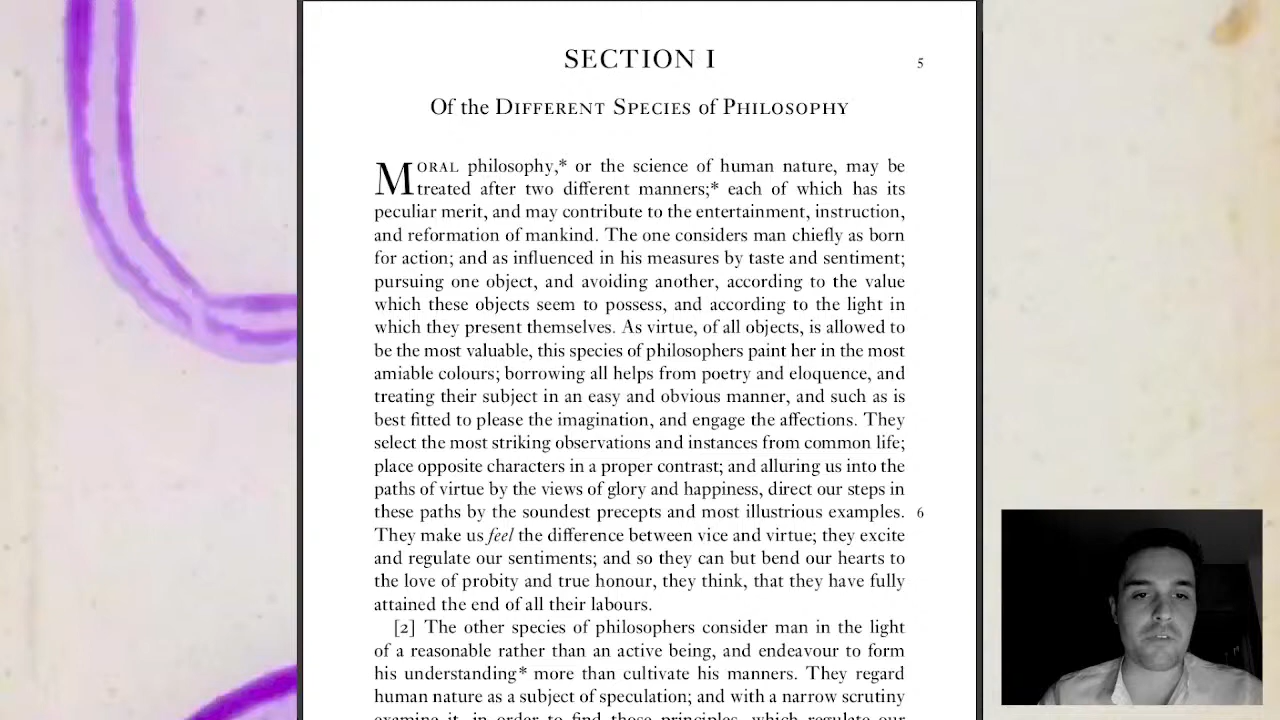 SECTION I
5
Of the Different Species of Philosophy
Moral philosophy,* or the science of human nature, may be
treated after two different manners;* each of which has its
peculiar merit, and may contribute to the entertainment, instruction,
and reformation of mankind. The one considers man chiefly as born
for action; and as influenced in his measures by taste and sentiment;
pursuing one object, and avoiding another, according to the value
which these objects seem to possess, and according to the light in
which they present themselves. As virtue, of all objects, is allowed to
be the most valuable, this species of philosophers paint her in the most
amiable colours; borrowing all helps from poetry and eloquence, and
treating their subject in an easy and obvious manner, and such as is
best fitted to please the imagination, and engage the affections. They
select the most striking observations and instances from common life;
place opposite characters in a proper contrast; and alluring us into the
paths of virtue by the views of glory and happiness, direct our steps in
these paths by the soundest precepts and most illustrious examples.
6
They make us feel the difference between vice and virtue; they excite
and regulate our sentiments; and so they can but bend our hearts to
the love of probity and true honour, they think, that they have fully
attained the end of all their labours.
[2] The other species of philosophers consider man in the light
of a reasonable rather than an active being, and endeavour to form
his understanding* more than cultivate his manners. They regard
human nature as a subject of speculation; and with a narrow scrutiny
examine it, in order to find those principles, which regulate our